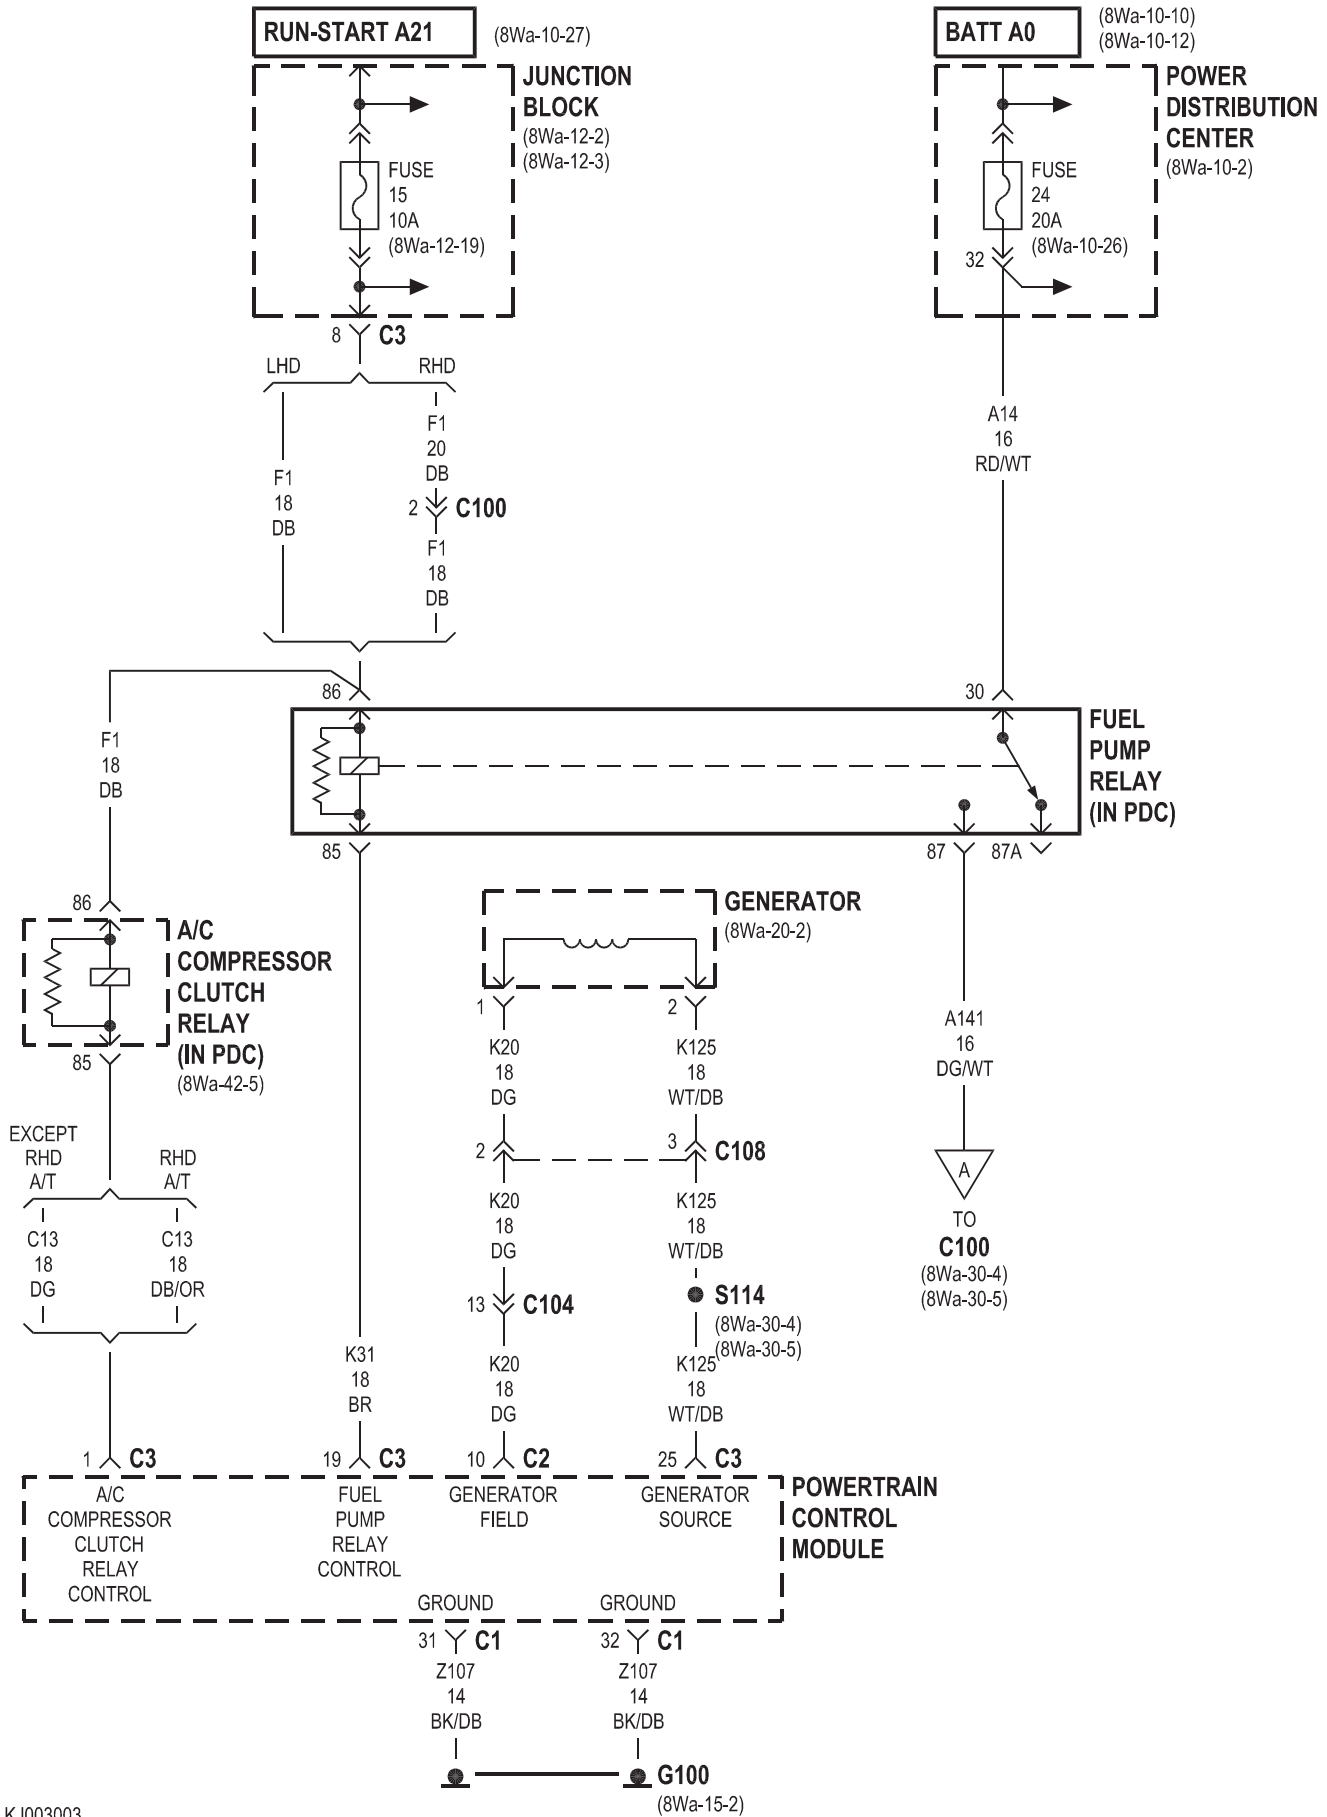 RUN-START A21
(8Wa-10-27)
BATT A0
(8Wa-10-10)
(8Wa-10-12)
JUNCTION
BLOCK
(8Wa-12-2)
(8Wa-12-3)
POWER
DISTRIBUTION
CENTER
(8Wa-10-2)
FUSE
15
10A
(8Wa-12-19)
FUSE
24
20A
(8Wa-10-26)
32
8
C3
LHD
RHD
F1
20
DB
F1
18
DB
2
C100
F1
18
DB
A14
16
RD/WT
86
30
FUEL
PUMP
RELAY
(IN PDC)
F1
18
DB
85
87
87A
86
A/C
COMPRESSOR
CLUTCH
RELAY
(IN PDC)
(8Wa-42-5)
85
GENERATOR
(8Wa-20-2)
1
2
K20
18
DG
K125
18
WT/DB
A141
16
DG/WT
2
3
C108
EXCEPT
RHD
A/T
RHD
A/T
A
TO
C100
(8Wa-30-4)
(8Wa-30-5)
C13
18
DG
C13
18
DB/OR
K20
18
DG
K125
18
WT/DB
13
C104
S114
(8Wa-30-4)
(8Wa-30-5)
K31
18
BR
K20
18
DG
K125
18
WT/DB
1
C3
19
C3
10
C2
25
C3
POWERTRAIN
CONTROL
MODULE
A/C
COMPRESSOR
CLUTCH
RELAY
CONTROL
FUEL
PUMP
RELAY
CONTROL
GENERATOR
FIELD
GENERATOR
SOURCE
GROUND
GROUND
31
C1
32
C1
Z107
14
BK/DB
Z107
14
BK/DB
G100
(8Wa-15-2)
KJ003003